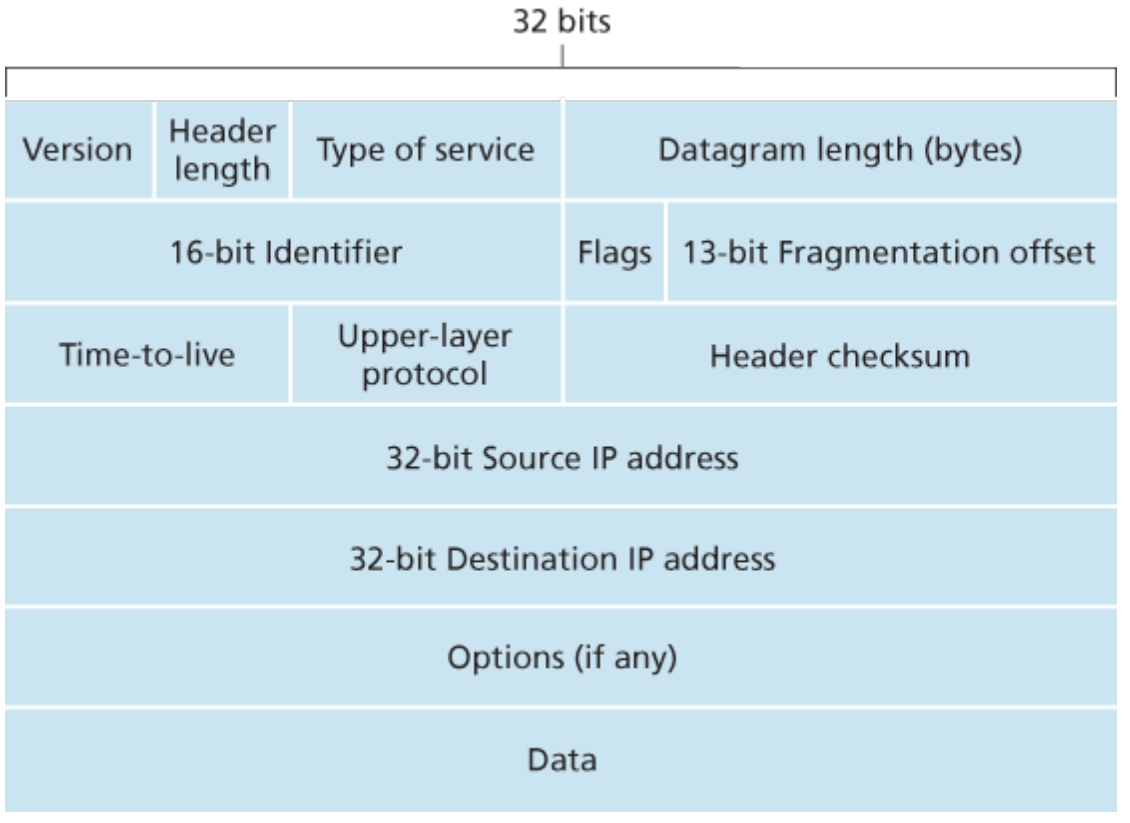 32 bits
Version
Header
length
Type of service
Datagram length (bytes)
16-bit Identifier
Flags
13-bit Fragmentation offset
Time-to-live
Upper-layer
protocol
Header checksum
32-bit Source IP address
32-bit Destination IP address
Options (if any)
Data